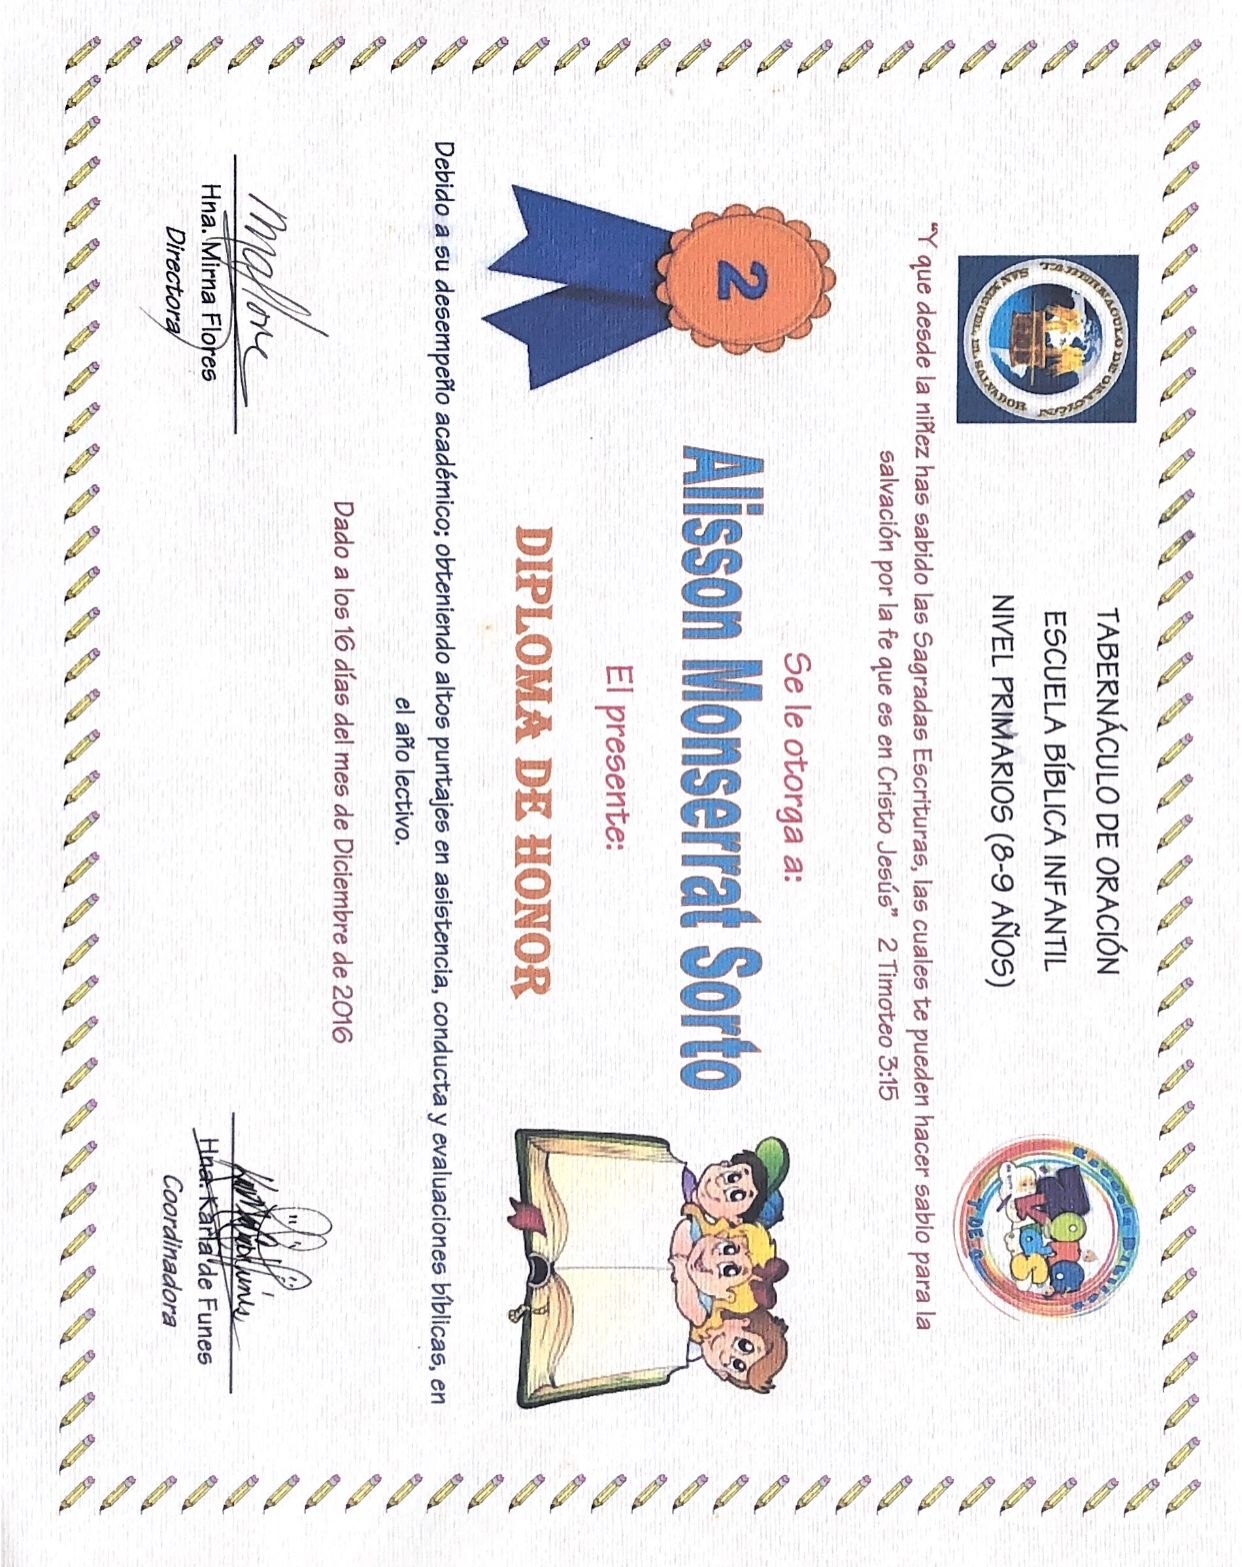 TABERNÁCULO DE ORACIÓN
ESCUELA BÍBLICA INFANTIL
NIVEL PRIMARIOS (8-9 AÑOS)
TABERNACULO DE ORACION
SAN MIGUEL, EL SALVADOR
Escuela Bíblica
T. DE O.
“Y que desde la niñez has sabido las Sagradas Escrituras, las cuales te pueden hacer sabio para la
salvación por la fe que es en Cristo Jesús” 2 Timoteo 3:15
Se le otorga a:
2
Alisson Monserrat Sorto
El presente:
DIPLOMA DE HONOR
Debido a su desempeño académico; obteniendo altos puntajes en asistencia, conducta y evaluaciones bíblicas, en
el año lectivo.
Dado a los 16 días del mes de Diciembre de 2016
Hna. Mirna Flores
Directora
Hna. Karla de Funes
Coordinadora